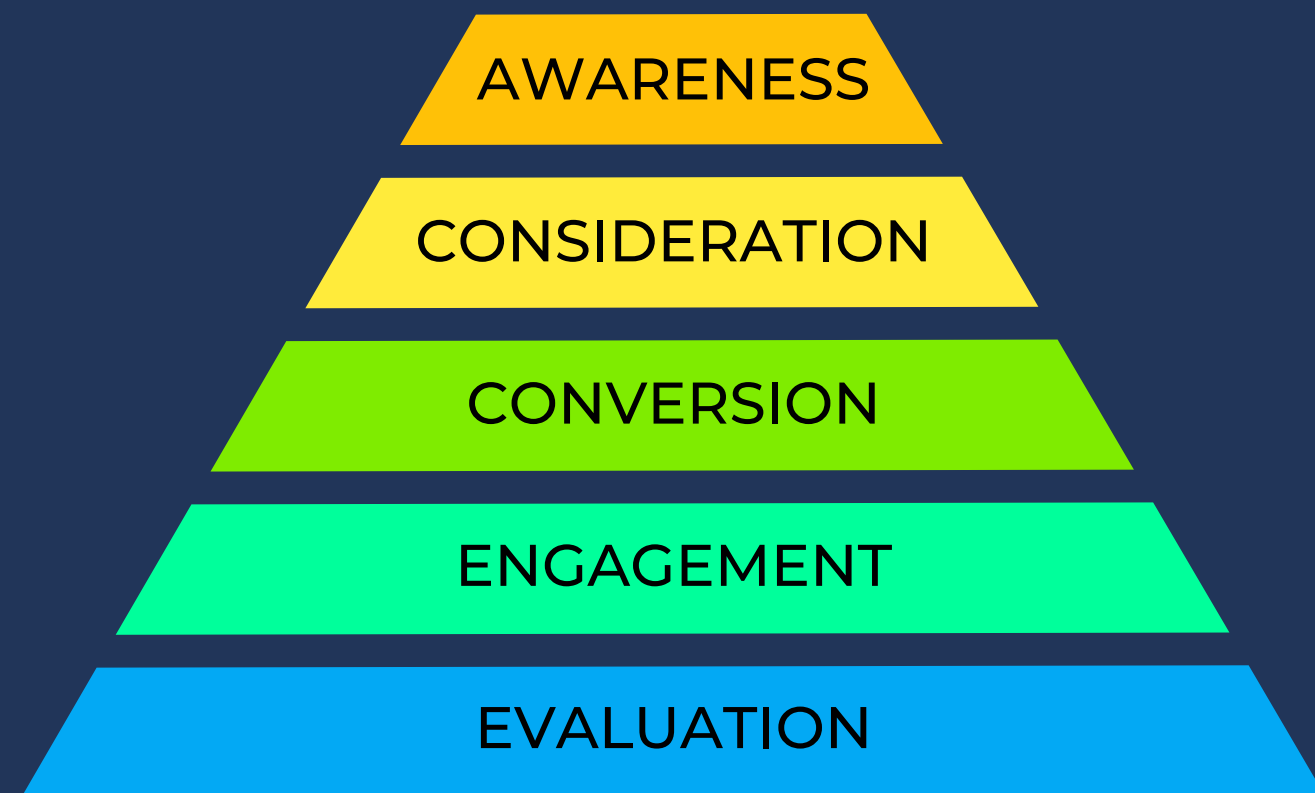 AWARENESS
CONSIDERATION
CONVERSION
ENGAGEMENT
EVALUATION